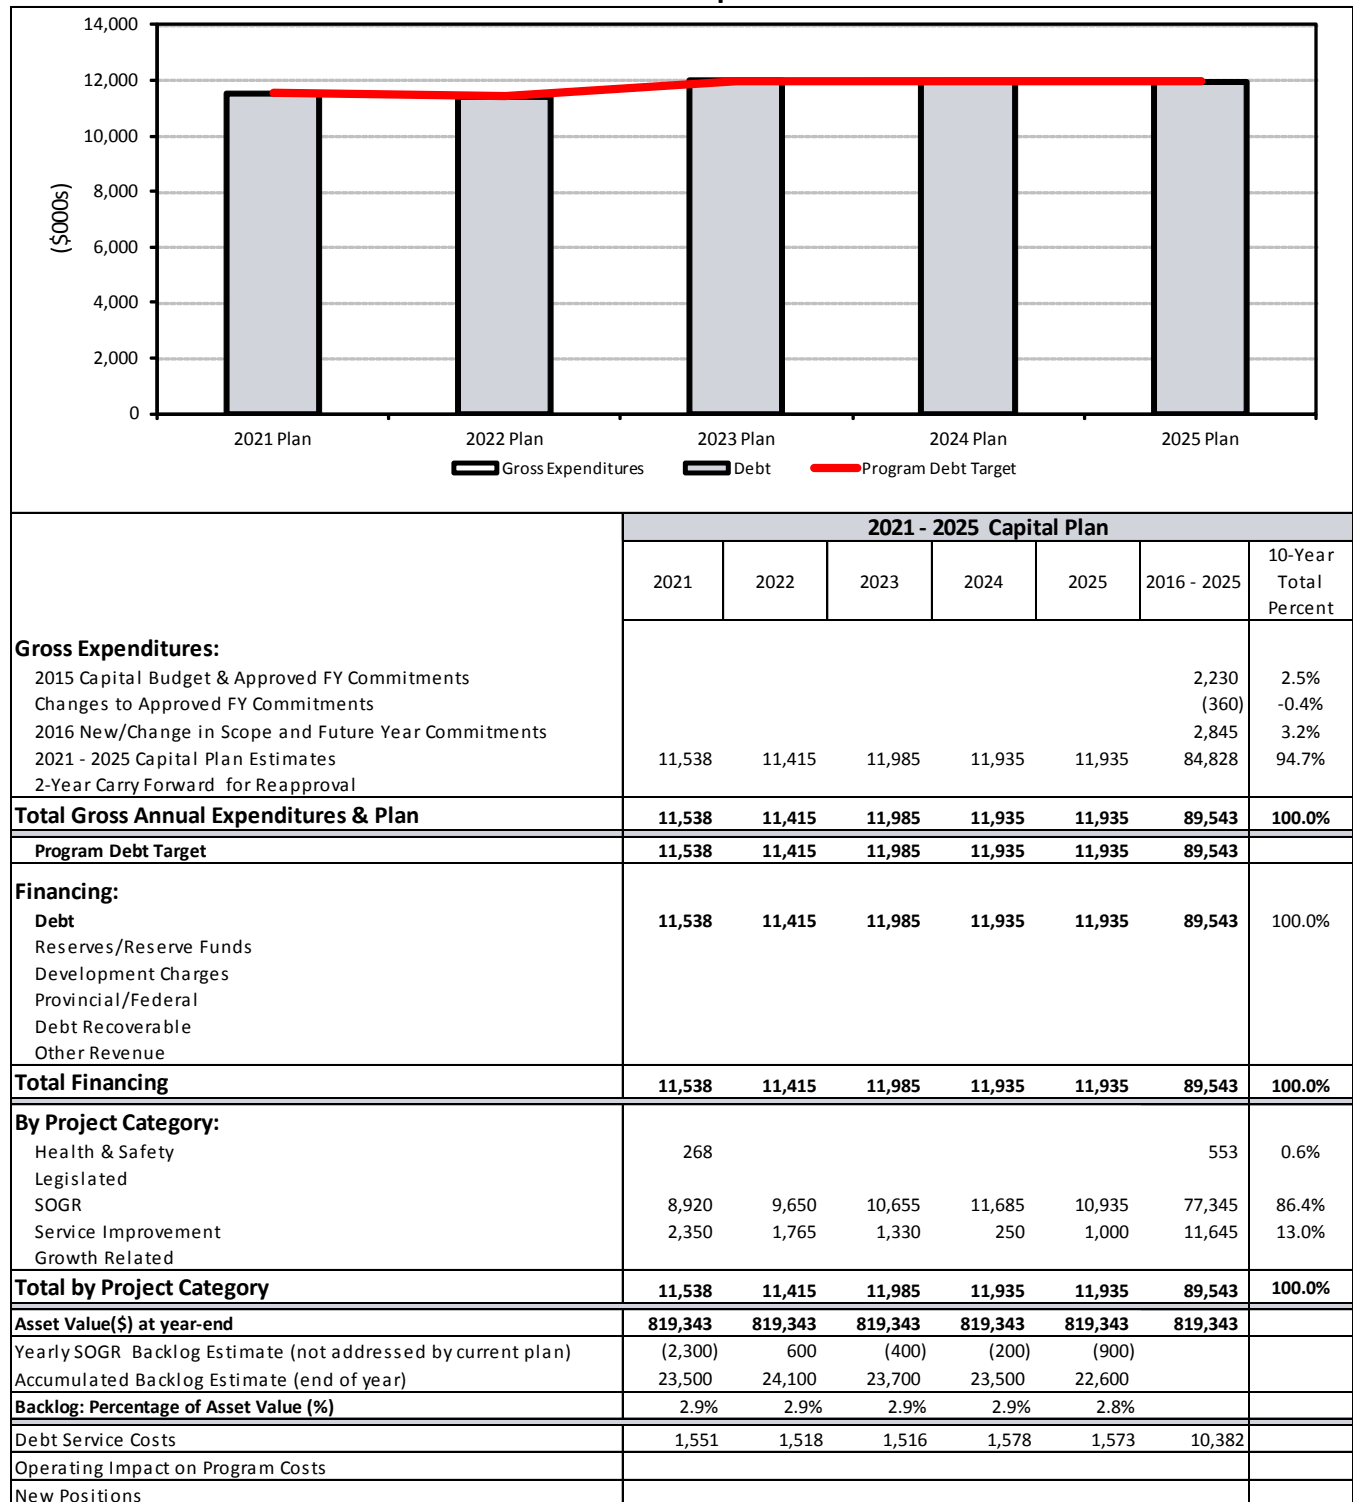 14,000
12,000
10,000
8,000
6,000
4,000
2,000
0
($000s)
2021 Plan 2022 Plan 2023 Plan 2024 Plan 2025 Plan
Gross Expenditures Debt Program Debt Target
2021 - 2025 Capital Plan
2021 2022 2023 2024 2025 2016 - 2025 10-Year Total Percent
Gross Expenditures:
2015 Capital Budget & Approved FY Commitments 2,230 2.5%
Changes to Approved FY Commitments (360) -0.4%
2016 New/Change in Scope and Future Year Commitments 2,845 3.2%
2021 - 2025 Capital Plan Estimates 11,538 11,415 11,985 11,935 11,935 84,828 94.7%
2-Year Carry Forward for Reapproval
Total Gross Annual Expenditures & Plan 11,538 11,415 11,985 11,935 11,935 89,543 100.0%
Program Debt Target 11,538 11,415 11,985 11,935 11,935 89,543
Financing:
Debt 11,538 11,415 11,985 11,935 11,935 89,543 100.0%
Reserves/Reserve Funds
Development Charges
Provincial/Federal
Debt Recoverable
Other Revenue
Total Financing 11,538 11,415 11,985 11,935 11,935 89,543 100.0%
By Project Category:
Health & Safety 268 553 0.6%
Legislated
SOGR 8,920 9,650 10,655 11,685 10,935 77,345 86.4%
Service Improvement 2,350 1,765 1,330 250 1,000 11,645 13.0%
Growth Related
Total by Project Category 11,538 11,415 11,985 11,935 11,935 89,543 100.0%
Asset Value($) at year-end 819,343 819,343 819,343 819,343 819,343 819,343
Yearly SOGR Backlog Estimate (not addressed by current plan) (2,300) 600 (400) (200) (900)
Accumulated Backlog Estimate (end of year) 23,500 24,100 23,700 23,500 22,600
Backlog: Percentage of Asset Value (%) 2.9% 2.9% 2.9% 2.9% 2.8%
Debt Service Costs 1,551 1,518 1,516 1,578 1,573 10,382
Operating Impact on Program Costs
New Positions